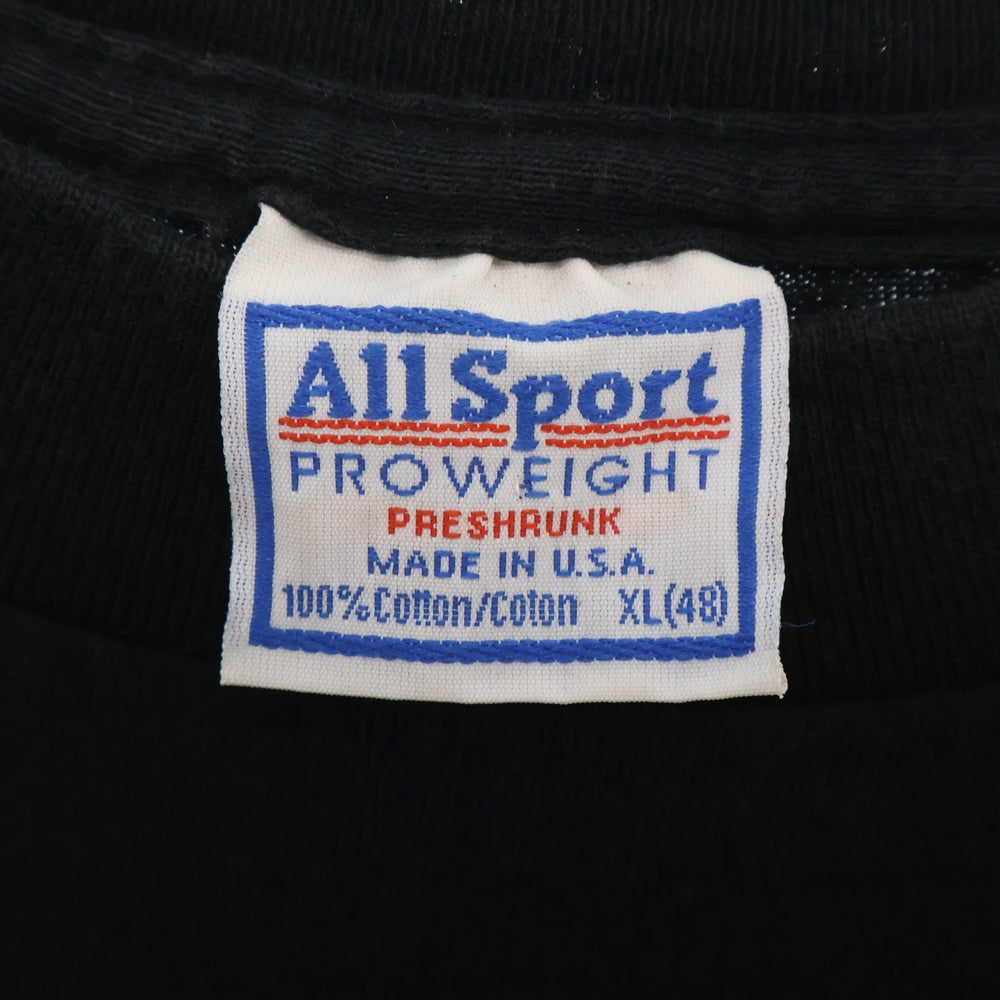 All Sport
PROWEIGHT
PRESHRUNK
MADE IN U.S.A.
100%Cotton/Coton XL(48)